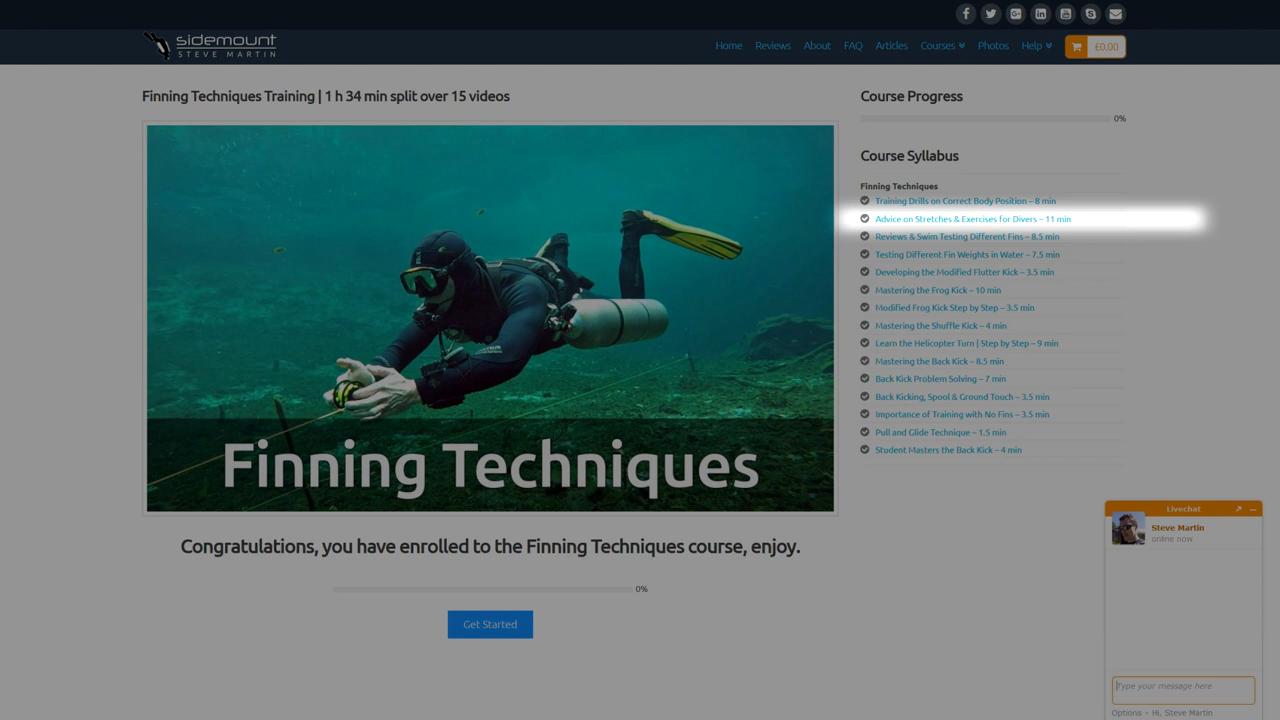 sidemount
STEVE MARTIN
Home Reviews About FAQ Articles Courses Photos Help £0.00
Finning Techniques Training | 1 h 34 min split over 15 videos
Finning Techniques
Congratulations, you have enrolled to the Finning Techniques course, enjoy.
0%
Get Started
Course Progress
0%
Course Syllabus
Finning Techniques
Training Drills on Correct Body Position – 8 min
Advice on Stretches & Exercises for Divers – 11 min
Reviews & Swim Testing Different Fins – 8.5 min
Testing Different Fin Weights in Water – 7.5 min
Developing the Modified Flutter Kick – 3.5 min
Mastering the Frog Kick – 10 min
Modified Frog Kick Step by Step – 3.5 min
Mastering the Shuffle Kick – 4 min
Learn the Helicopter Turn | Step by Step – 9 min
Mastering the Back Kick – 8.5 min
Back Kick Problem Solving – 7 min
Back Kicking, Spool & Ground Touch – 3.5 min
Importance of Training with No Fins – 3.5 min
Pull and Glide Technique – 1.5 min
Student Masters the Back Kick – 4 min
Livechat
Steve Martin
online now
Type your message here
Options - Hi, Steve Martin